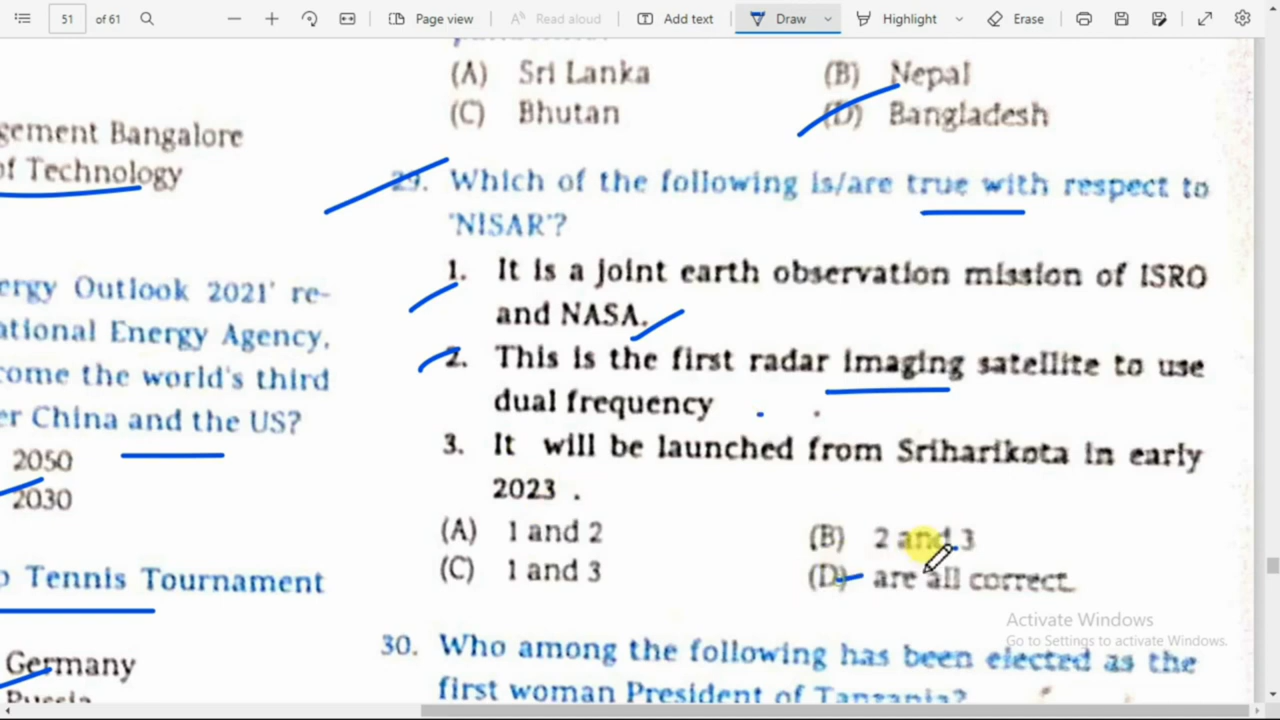 51 of 61 Page view Read aloud Add text Draw Highlight Erase
gement Bangalore
of Technology
ergy Outlook 2021' re-
ational Energy Agency,
come the world's third
er China and the US?
2050
2030
p Tennis Tournament
Germany
Russia
(A) Sri Lanka (B) Nepal
(C) Bhutan (D) Bangladesh
29. Which of the following is/are true with respect to
'NISAR'?
1. It is a joint earth observation mission of ISRO
and NASA.
2. This is the first radar imaging satellite to use
dual frequency .
3. It will be launched from Sriharikota in early
2023 .
(A) 1 and 2 (B) 2 and 3
(C) 1 and 3 (D) are all correct.
30. Who among the following has been elected as the
first woman President of Tanzania?
Activate Windows
Go to Settings to activate Windows.